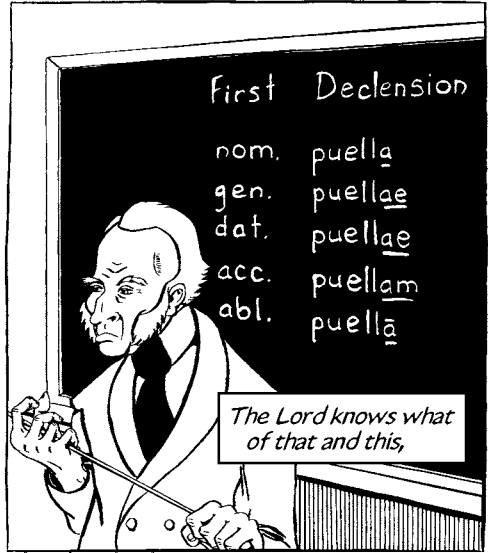 First Declension
nom. puella
gen. puellae
dat. puellae
acc. puellam
abl. puellā
The Lord knows what
of that and this,